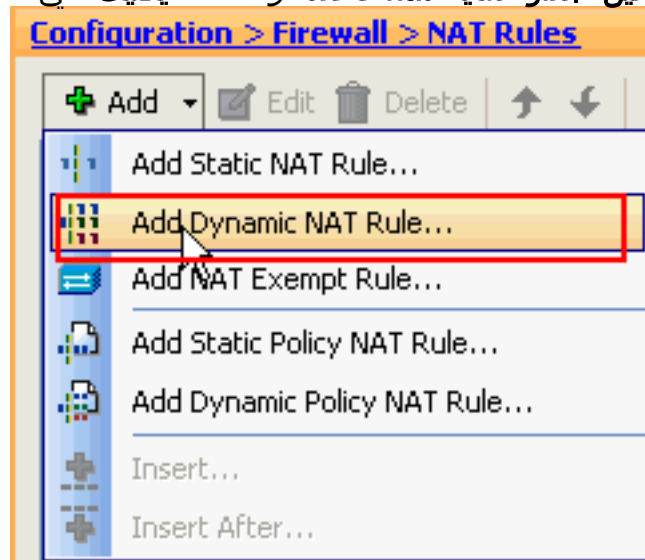 Configuration > Firewall > NAT Rules
Add Edit Delete
Add Static NAT Rule...
Add Dynamic NAT Rule...
Add NAT Exempt Rule...
Add Static Policy NAT Rule...
Add Dynamic Policy NAT Rule...
Insert...
Insert After...